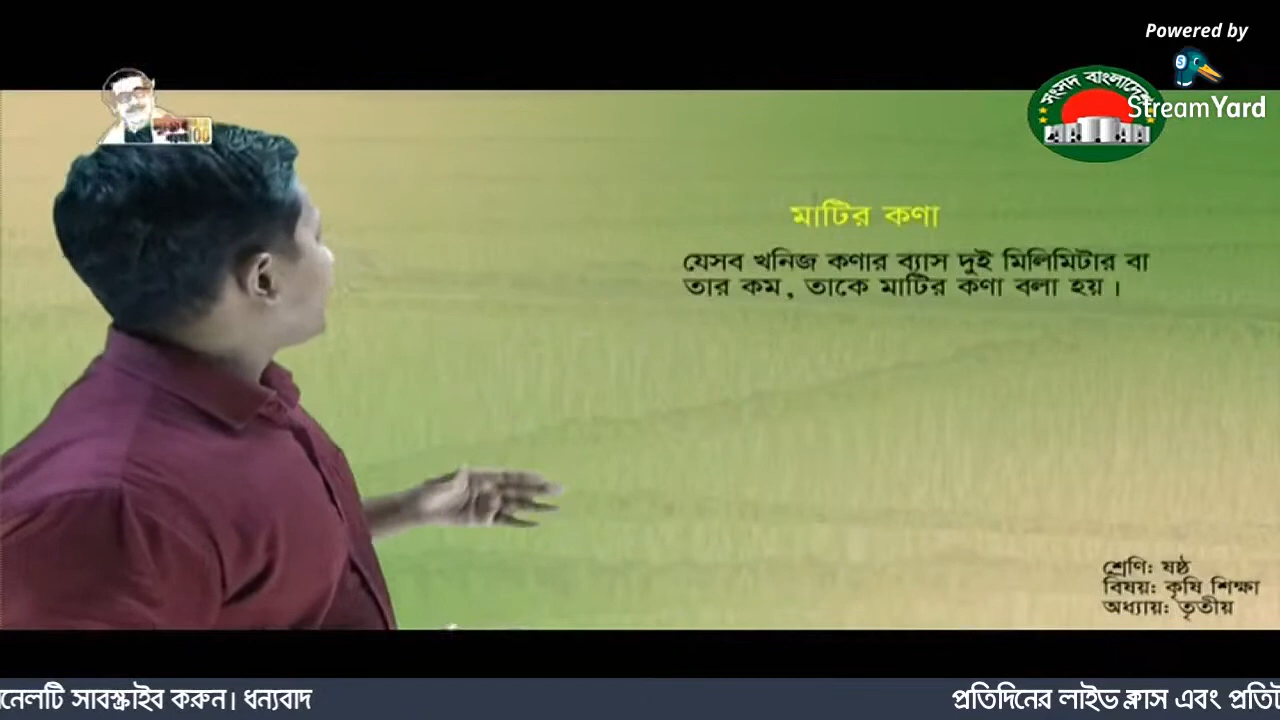 Powered by
StreamYard
সংসদ বাংলাদেশ
মাটির কণা
যেসব খনিজ কণার ব্যাস দুই মিলিমিটার বা
তার কম, তাকে মাটির কণা বলা হয়।
শ্রেণি: ষষ্ঠ
বিষয়: কৃষি শিক্ষা
অধ্যায়: তৃতীয়
নেলটি সাবস্ক্রাইব করুন। ধন্যবাদ
প্রতিদিনের লাইভ ক্লাস এবং